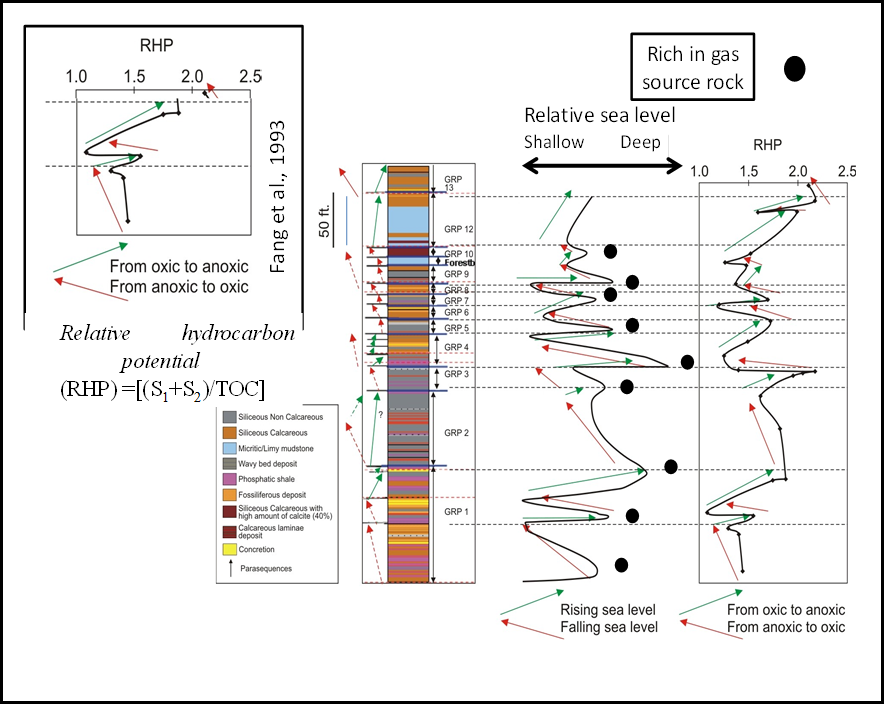 RHP
1.0 1.5 2.0 2.5
Fang et al., 1993
From oxic to anoxic
From anoxic to oxic
Relative hydrocarbon
potential
(RHP) =[(S1+S2)/TOC]
Rich in gas
source rock
Relative sea level
Shallow Deep
RHP
1.0 1.5 2.0 2.5
50 ft.
GRP
13
GRP 12
GRP 10
GRP 9
GRP 8
GRP 7
GRP 6
GRP 5
GRP 4
GRP 3
?
GRP 2
GRP 1
Siliceous Non Calcareous
Siliceous Calcareous
Micritic/Limy mudstone
Wavy bed deposit
Phosphatic shale
Fossiliferous deposit
Siliceous Calcareous with
high amount of calcite (40%)
Calcareous laminae
deposit
Concretion
Parasequences
Rising sea level
Falling sea level
From oxic to anoxic
From anoxic to oxic